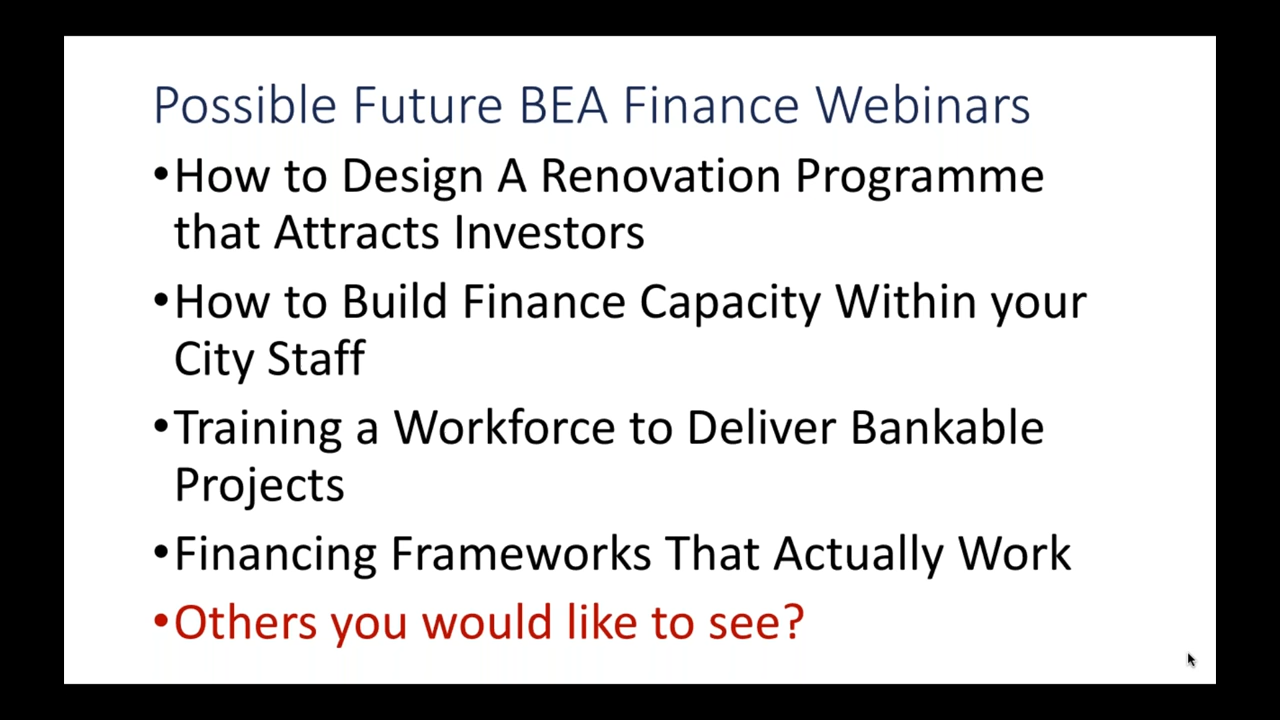 Possible Future BEA Finance Webinars
•How to Design A Renovation Programme
that Attracts Investors
•How to Build Finance Capacity Within your
City Staff
•Training a Workforce to Deliver Bankable
Projects
•Financing Frameworks That Actually Work
•Others you would like to see?